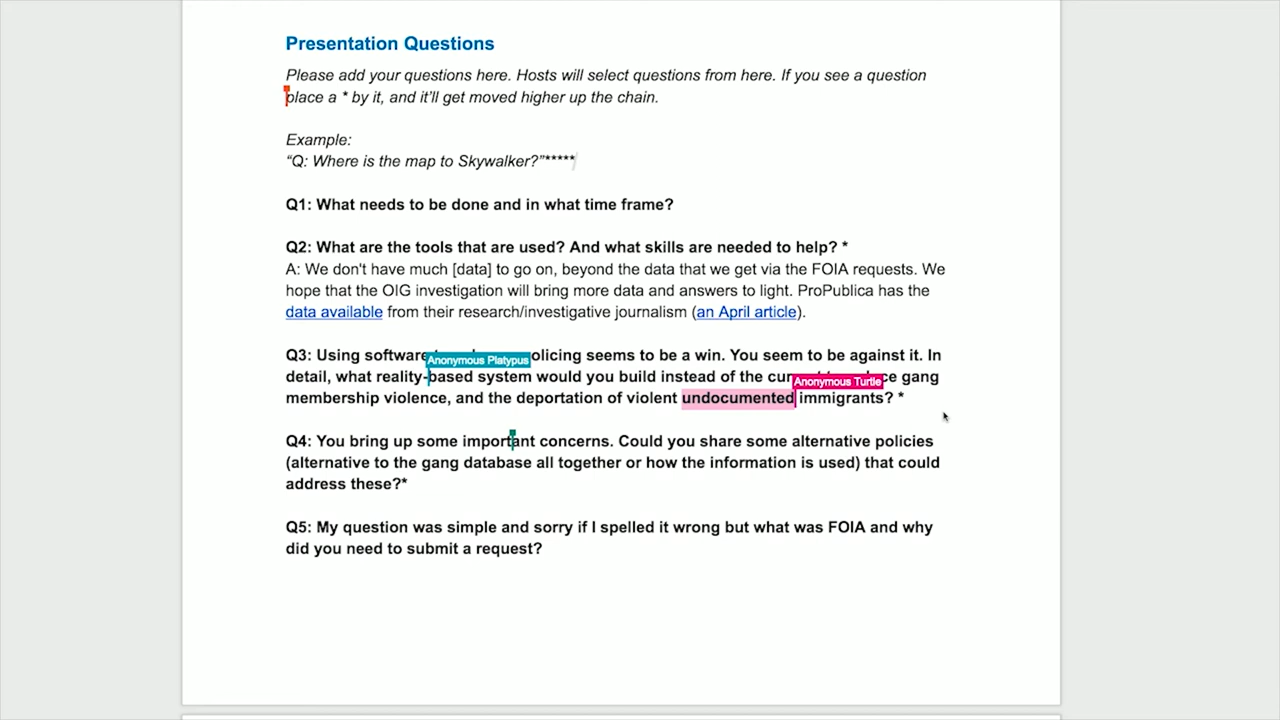 Presentation Questions
Please add your questions here. Hosts will select questions from here. If you see a question
place a * by it, and it'll get moved higher up the chain.
Example:
“Q: Where is the map to Skywalker?”*****
Q1: What needs to be done and in what time frame?
Q2: What are the tools that are used? And what skills are needed to help? *
A: We don't have much [data] to go on, beyond the data that we get via the FOIA requests. We
hope that the OIG investigation will bring more data and answers to light. ProPublica has the
data available from their research/investigative journalism (an April article).
Q3: Using software olicing seems to be a win. You seem to be against it. In
Anonymous Platypus
detail, what reality-based system would you build instead of the cur ce gang
Anonymous Turtle
membership violence, and the deportation of violent undocumented immigrants? *
Q4: You bring up some important concerns. Could you share some alternative policies
(alternative to the gang database all together or how the information is used) that could
address these?*
Q5: My question was simple and sorry if I spelled it wrong but what was FOIA and why
did you need to submit a request?